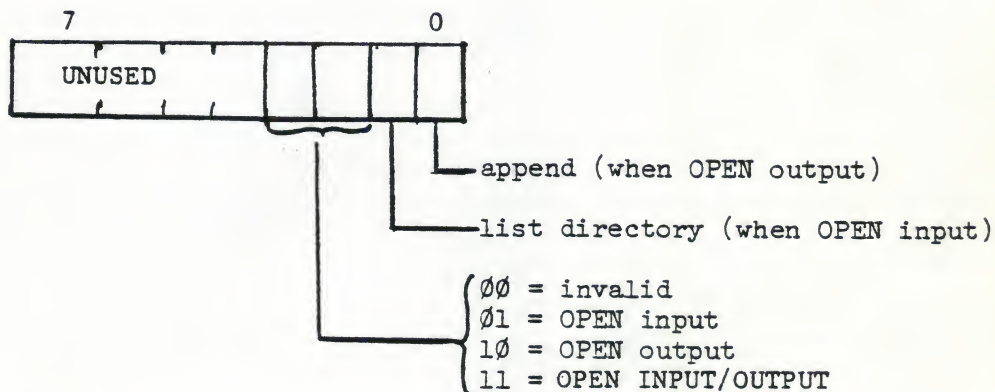 7 0
UNUSED
append (when OPEN output)
list directory (when OPEN input)
ØØ = invalid
Ø1 = OPEN input
1Ø = OPEN output
11 = OPEN INPUT/OUTPUT